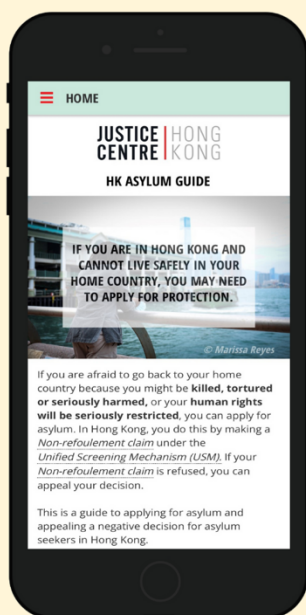 HOME
JUSTICE HONG
CENTRE KONG
HK ASYLUM GUIDE
IF YOU ARE IN HONG KONG AND
CANNOT LIVE SAFELY IN YOUR
HOME COUNTRY, YOU MAY NEED
TO APPLY FOR PROTECTION.
© Marissa Reyes
If you are afraid to go back to your home
country because you might be killed, tortured
or seriously harmed, or your human rights
will be seriously restricted, you can apply for
asylum. In Hong Kong, you do this by making a
Non-refoulement claim under the
Unified Screening Mechanism (USM). If your
Non-refoulement claim is refused, you can
appeal your decision.
This is a guide to applying for asylum and
appealing a negative decision for asylum
seekers in Hong Kong.